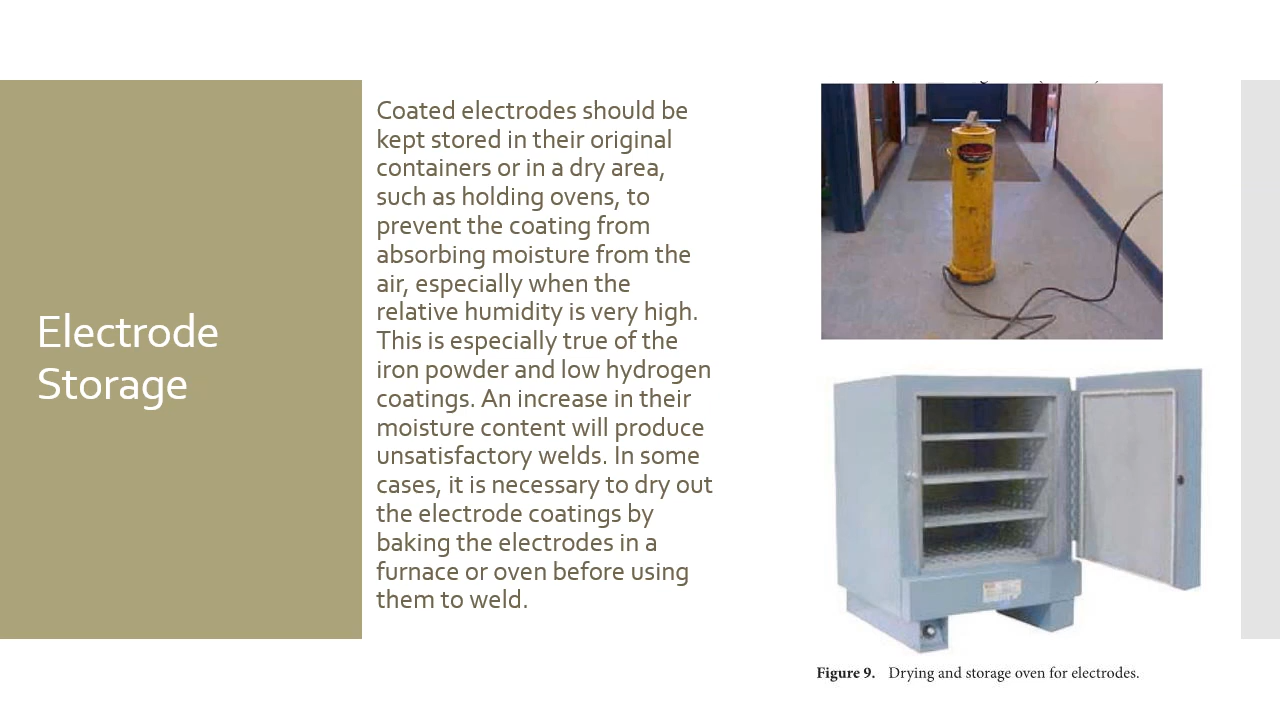 Electrode
Storage
Coated electrodes should be
kept stored in their original
containers or in a dry area,
such as holding ovens, to
prevent the coating from
absorbing moisture from the
air, especially when the
relative humidity is very high.
This is especially true of the
iron powder and low hydrogen
coatings. An increase in their
moisture content will produce
unsatisfactory welds. In some
cases, it is necessary to dry out
the electrode coatings by
baking the electrodes in a
furnace or oven before using
them to weld.
Figure 9. Drying and storage oven for electrodes.